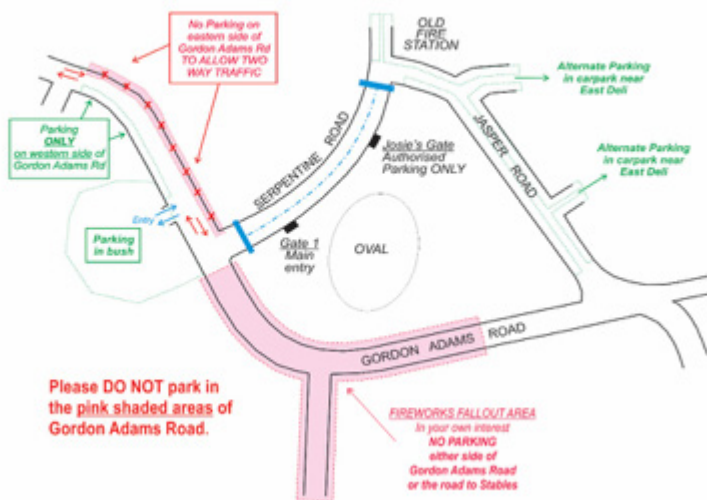 No Parking on
eastern side of
Gordon Adams Rd
TO ALLOW TWO
WAY TRAFFIC
OLD
FIRE
STATION
Alternate Parking
in carpark near
East Deli
Parking
ONLY
on western side of
Gordon Adams Rd
SERPENTINE ROAD
Josie's Gate
Authorised
Parking ONLY
JASPER ROAD
Alternate Parking
in carpark near
East Deli
Entry
Parking
in bush
Gate 1
Main
entry
OVAL
GORDON ADAMS ROAD
Please DO NOT park in
the pink shaded areas of
Gordon Adams Road.
FIREWORKS FALLOUT AREA
In your own interest
NO PARKING
either side of
Gordon Adams Road
or the road to Stables